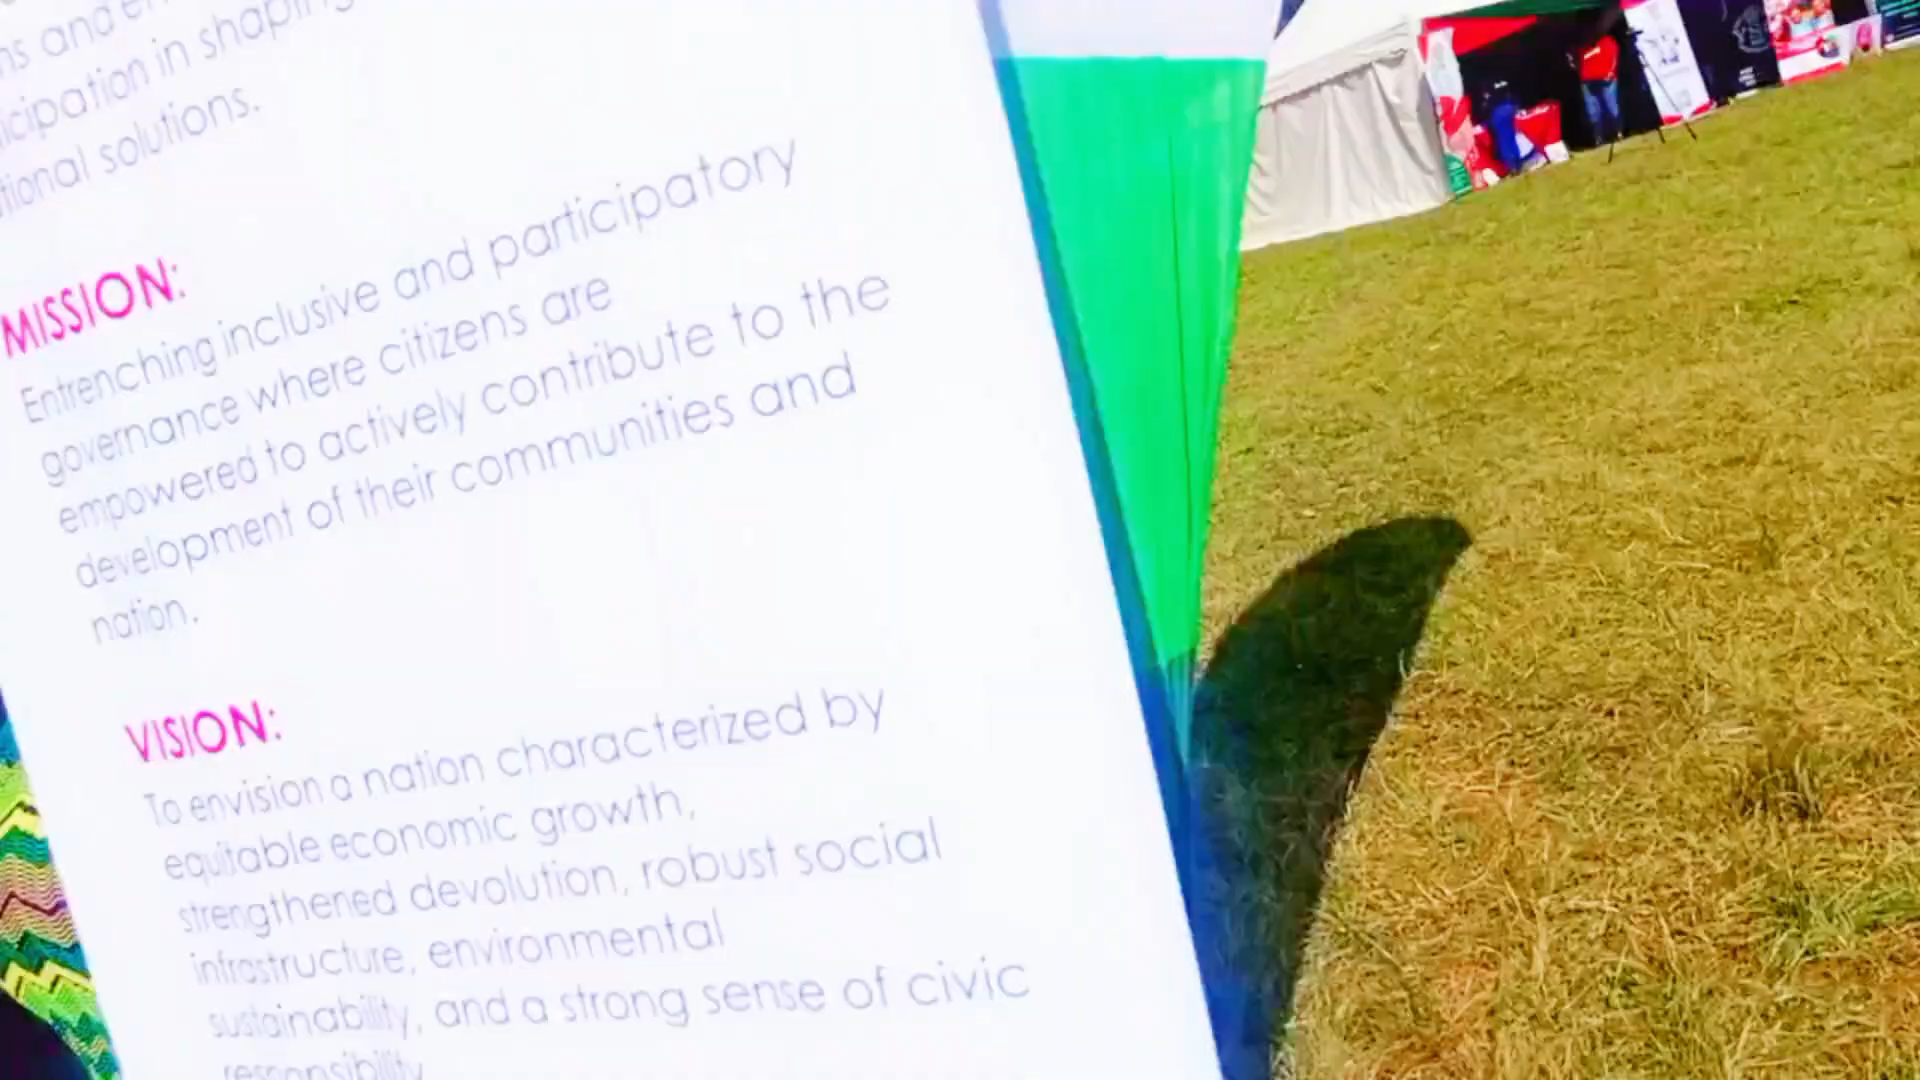 ns and en
icipation in shaping
tional solutions.
MISSION:
Entrenching inclusive and participatory
governance where citizens are
empowered to actively contribute to the
development of their communities and
nation.
VISION:
To envision a nation characterized by
equitable economic growth,
strengthened devolution, robust social
infrastructure, environmental
sustainability, and a strong sense of civic
responsibility